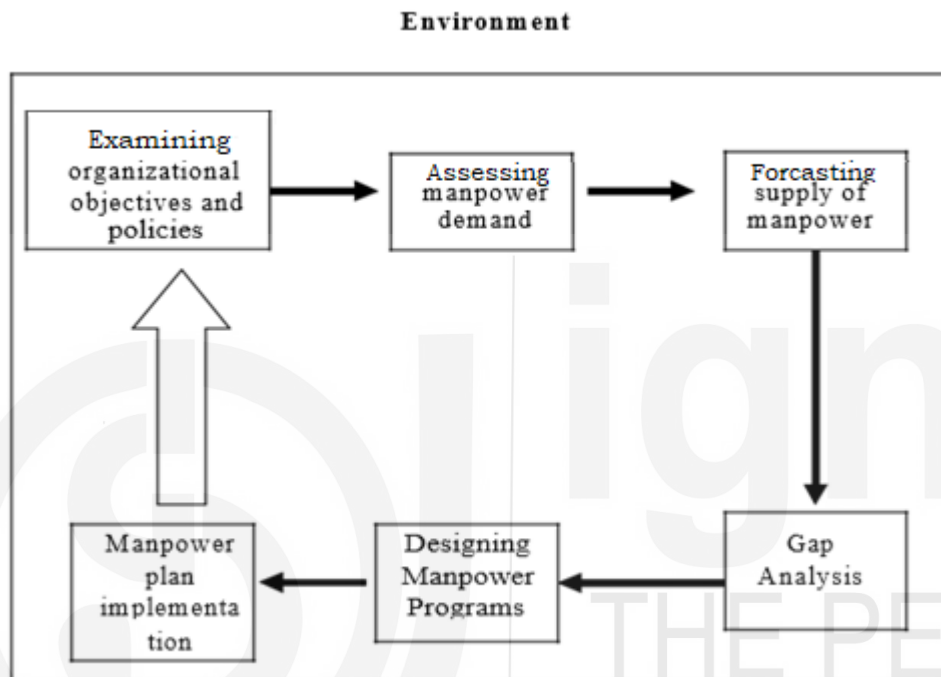 Environment
Examining
organizational
objectives and
policies
Assessing
manpower
demand
Forcasting
supply of
manpower
Manpower
plan
implementa
tion
Designing
Manpower
Programs
Gap
Analysis
ign
THE PE